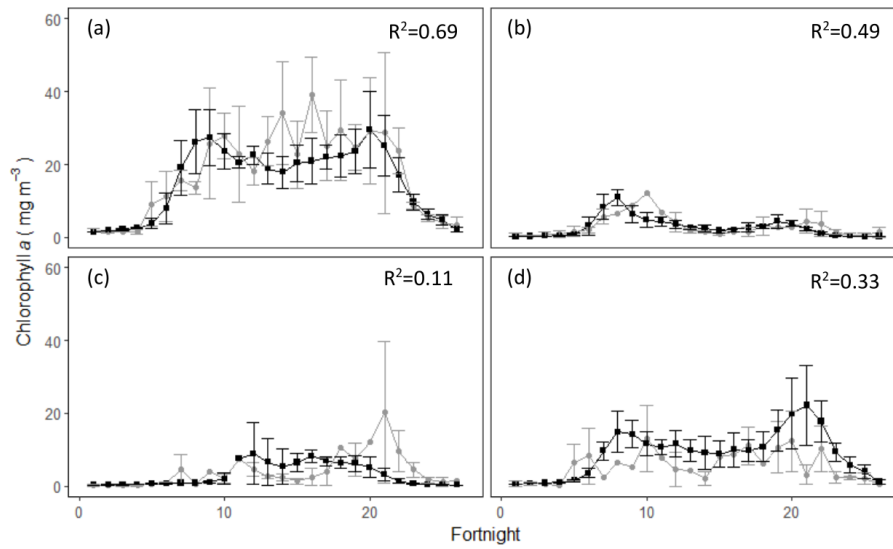 (a) R²=0.69
(b) R²=0.49
60
40
20
0
(c) R²=0.11
(d) R²=0.33
60
40
20
0
Chlorophyll a ( mg m⁻³ )
0 10 20 0 10 20
Fortnight